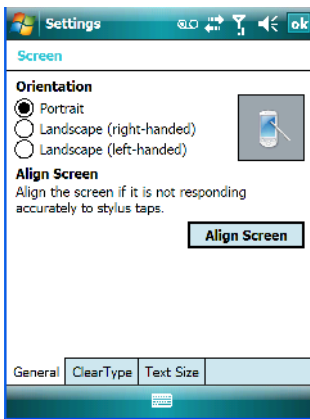 Settings
ok
Screen
Orientation
Portrait
Landscape (right-handed)
Landscape (left-handed)
Align Screen
Align the screen if it is not responding
accurately to stylus taps.
Align Screen
General ClearType Text Size